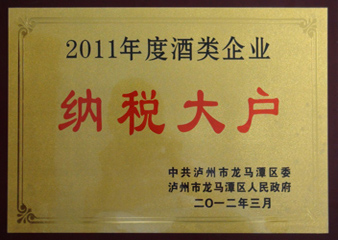 2011年度酒类企业
纳税大户
中共泸州市龙马潭区委
泸州市龙马潭区人民政府
二〇一二年三月